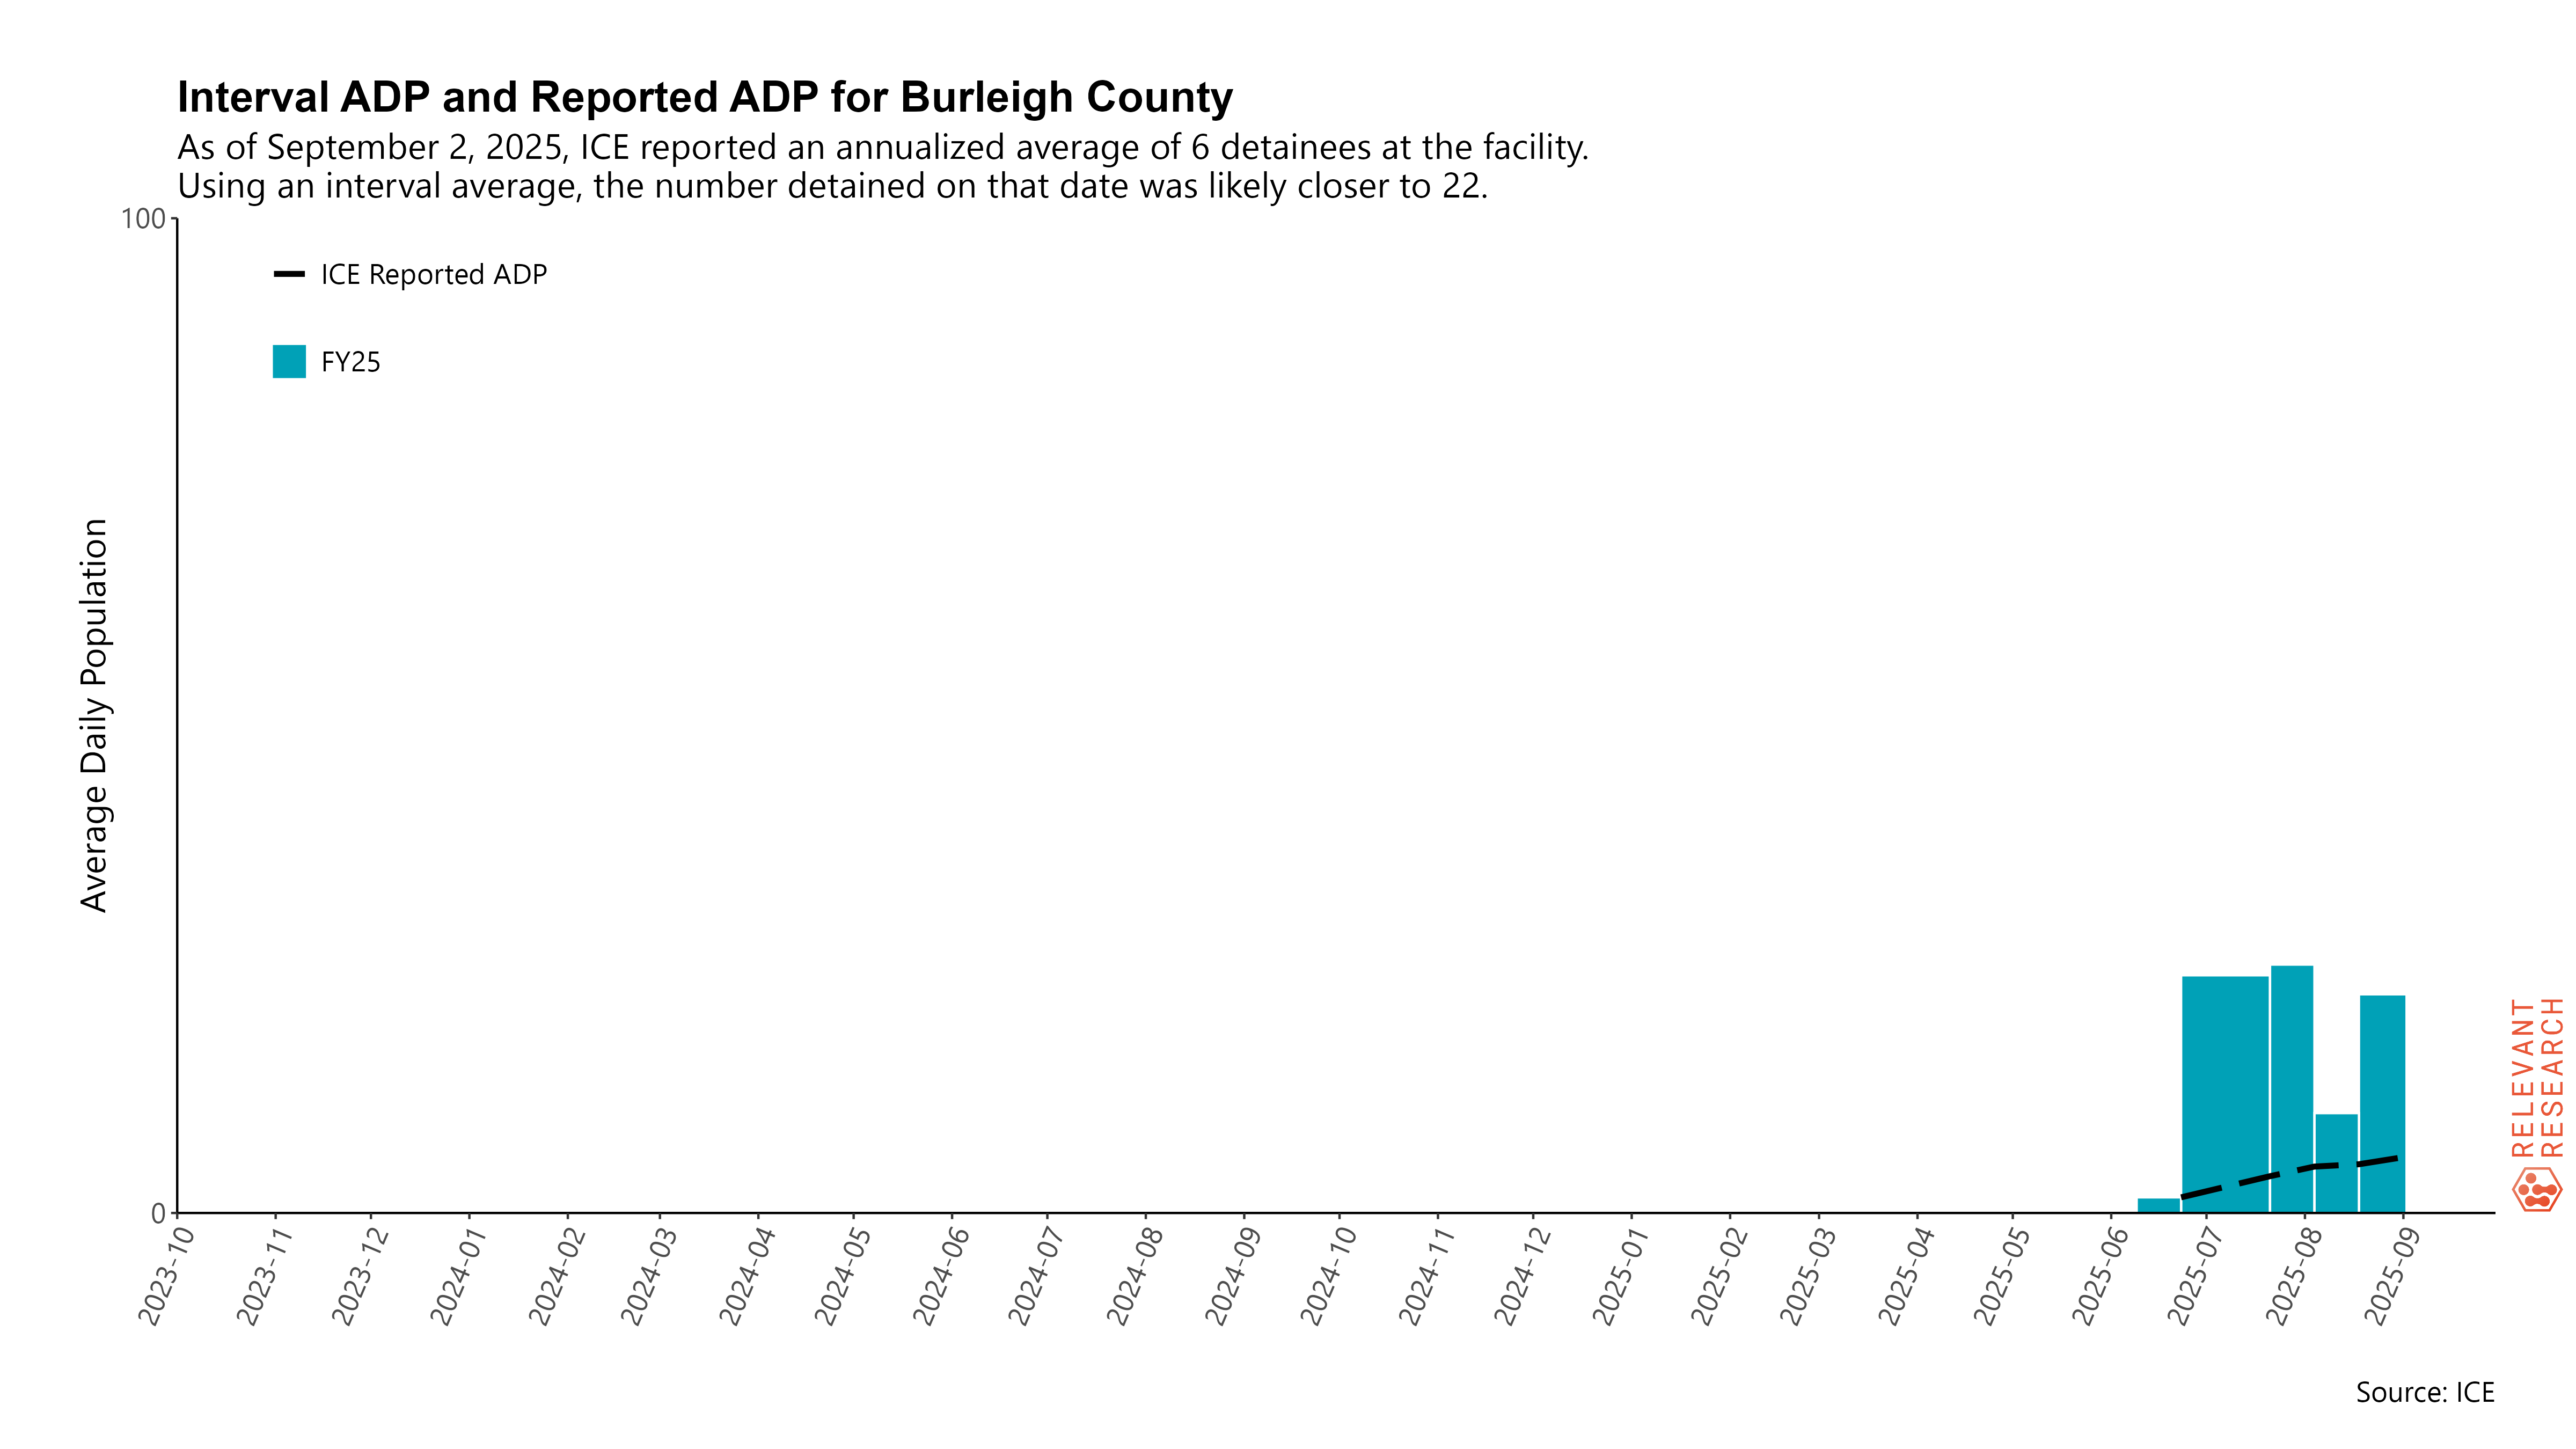 Interval ADP and Reported ADP for Burleigh County
As of September 2, 2025, ICE reported an annualized average of 6 detainees at the facility.
Using an interval average, the number detained on that date was likely closer to 22.
100
ICE Reported ADP
FY25
Average Daily Population
0
2023-10
2023-11
2023-12
2024-01
2024-02
2024-03
2024-04
2024-05
2024-06
2024-07
2024-08
2024-09
2024-10
2024-11
2024-12
2025-01
2025-02
2025-03
2025-04
2025-05
2025-06
2025-07
2025-08
2025-09
RELEVANT
RESEARCH
Source: ICE